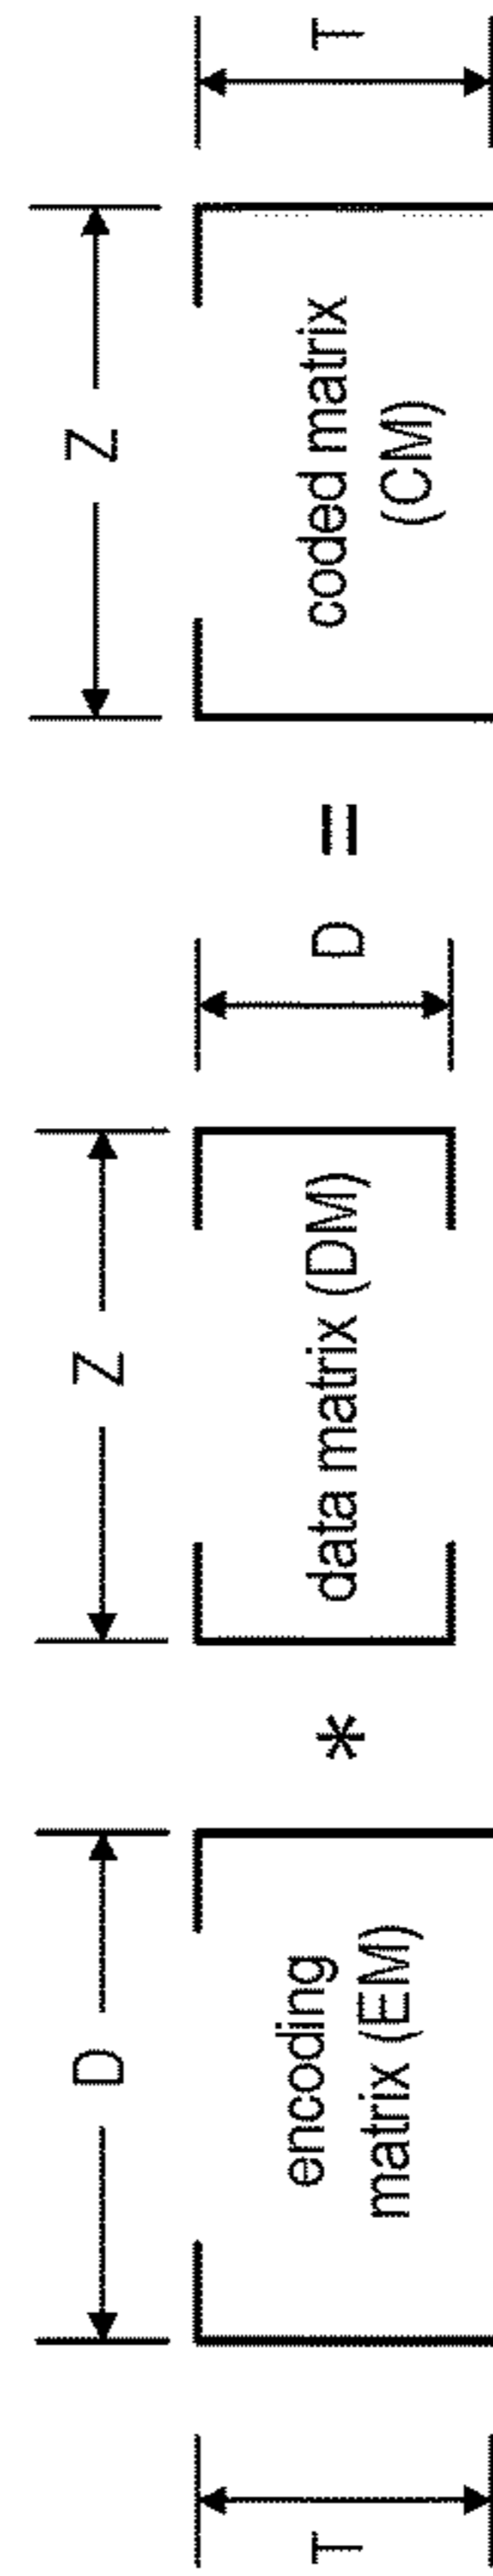 T
D
encoding
matrix (EM)
*
Z
data matrix (DM)
D
=
Z
coded matrix
(CM)
T